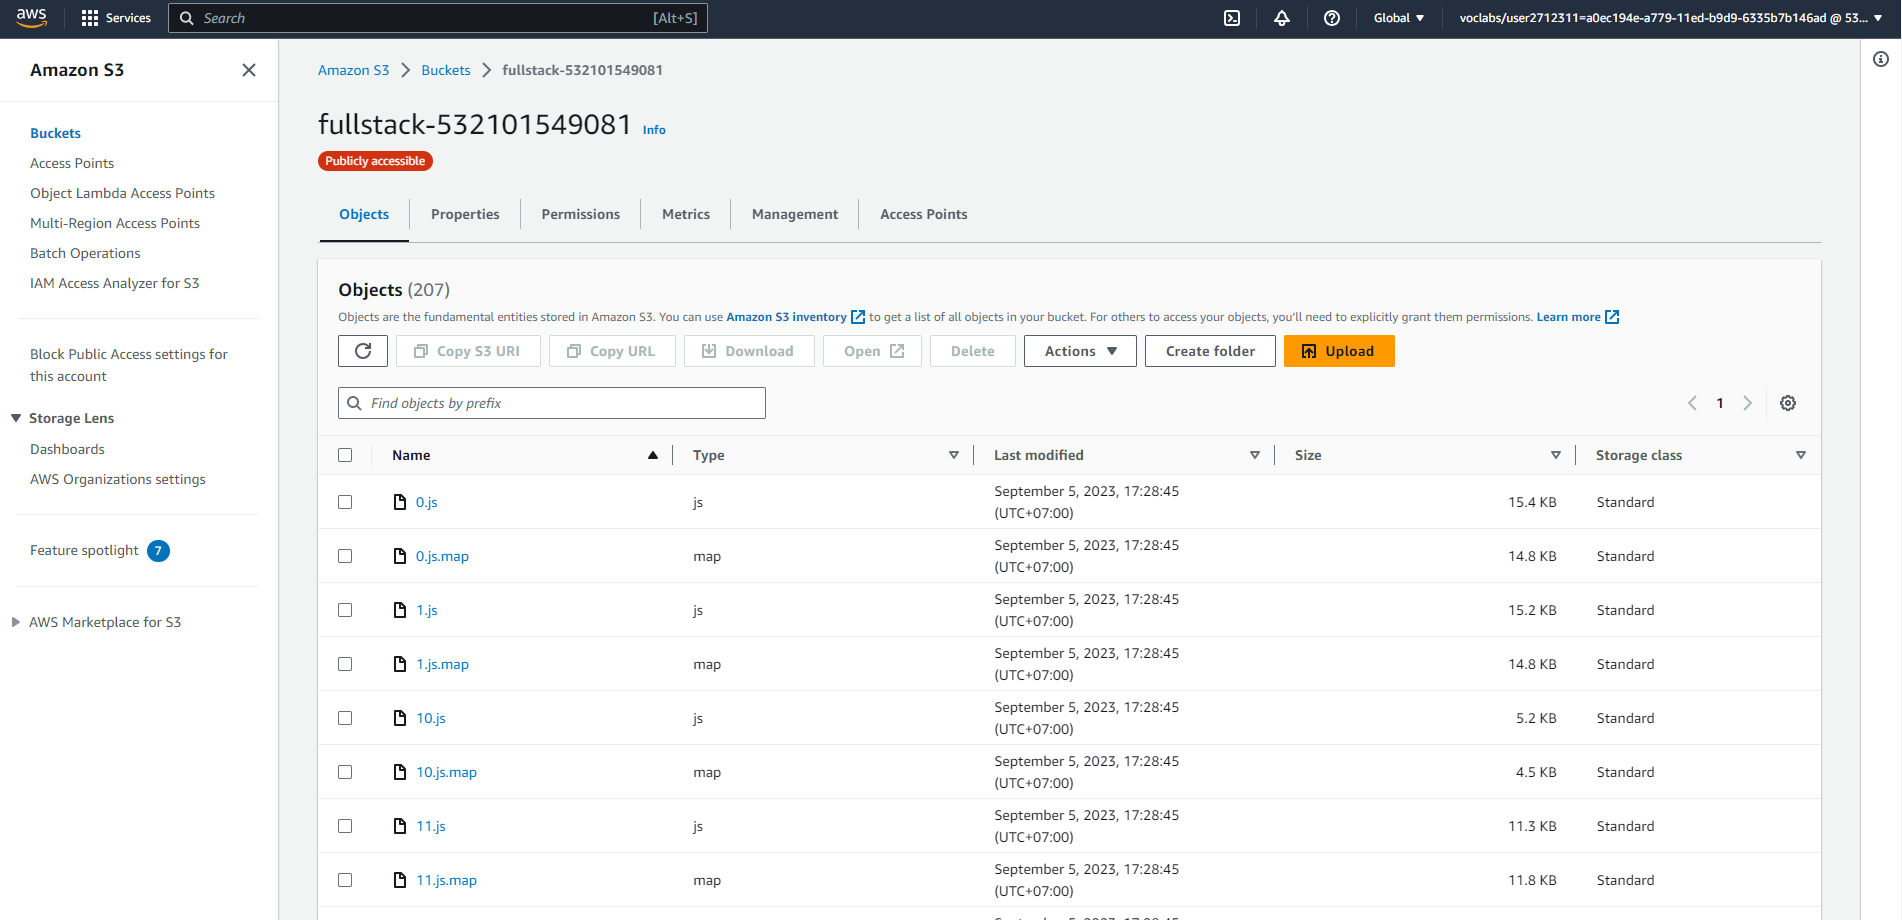 aws
Services
Search
[Alt+S]
Global
voclabs/user2712311=a0ec194e-a779-11ed-b9d9-6335b7b146ad @ 53...
Amazon S3
Buckets
Access Points
Object Lambda Access Points
Multi-Region Access Points
Batch Operations
IAM Access Analyzer for S3
Block Public Access settings for
this account
Storage Lens
Dashboards
AWS Organizations settings
Feature spotlight 7
AWS Marketplace for S3
Amazon S3 Buckets fullstack-532101549081
fullstack-532101549081 Info
Publicly accessible
Objects Properties Permissions Metrics Management Access Points
Objects (207)
Objects are the fundamental entities stored in Amazon S3. You can use Amazon S3 inventory to get a list of all objects in your bucket. For others to access your objects, you'll need to explicitly grant them permissions. Learn more
Copy S3 URI Copy URL Download Open Delete Actions Create folder Upload
Find objects by prefix
1
Name Type Last modified Size Storage class
0.js js September 5, 2023, 17:28:45 (UTC+07:00) 15.4 KB Standard
0.js.map map September 5, 2023, 17:28:45 (UTC+07:00) 14.8 KB Standard
1.js js September 5, 2023, 17:28:45 (UTC+07:00) 15.2 KB Standard
1.js.map map September 5, 2023, 17:28:45 (UTC+07:00) 14.8 KB Standard
10.js js September 5, 2023, 17:28:45 (UTC+07:00) 5.2 KB Standard
10.js.map map September 5, 2023, 17:28:45 (UTC+07:00) 4.5 KB Standard
11.js js September 5, 2023, 17:28:45 (UTC+07:00) 11.3 KB Standard
11.js.map map September 5, 2023, 17:28:45 (UTC+07:00) 11.8 KB Standard